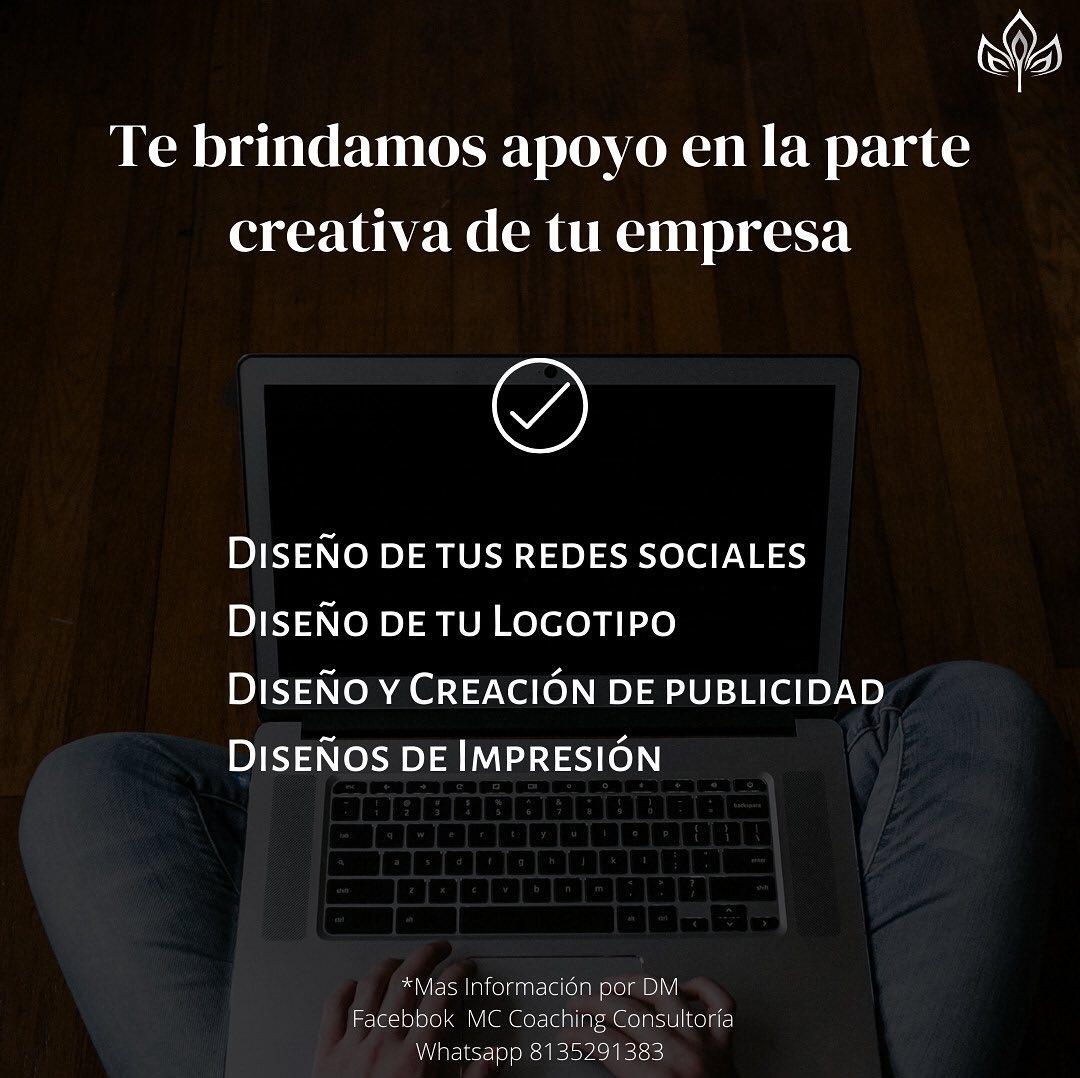 Te brindamos apoyo en la parte
creativa de tu empresa
Diseño de tus redes sociales
Diseño de tu Logotipo
Diseño y Creación de publicidad
Diseños de Impresión
*Mas Información por DM
Facebbok MC Coaching Consultoría
Whatsapp 8135291383